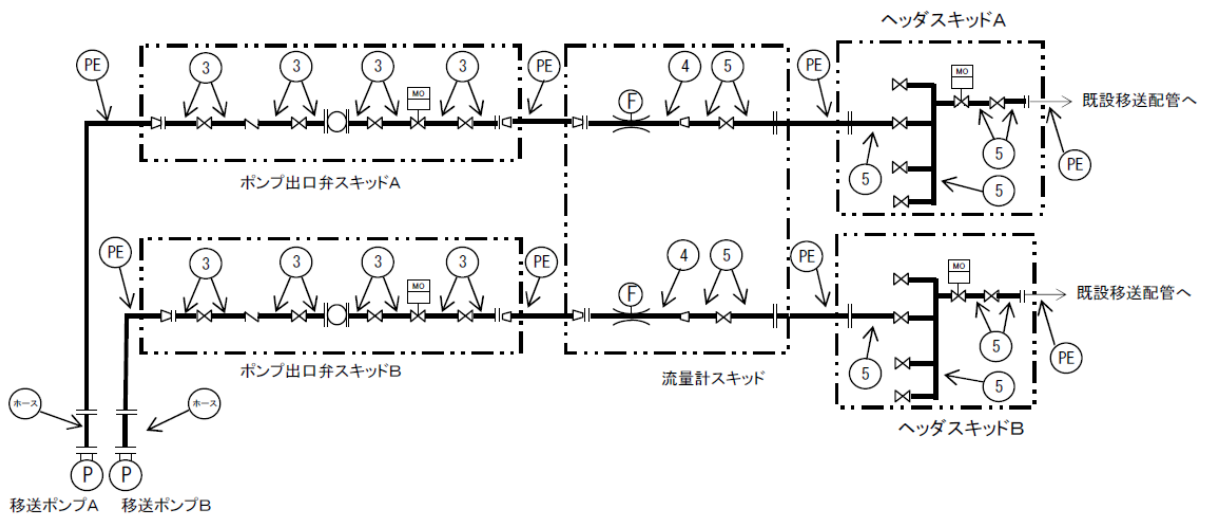 ヘッダスキッドA
PE
3
3
3
3
PE
4
5
PE
MO
F
MO
既設移送配管へ
5
PE
5
5
ポンプ出口弁スキッドA
PE
3
3
3
3
PE
4
5
PE
MO
F
MO
既設移送配管へ
5
PE
5
5
ポンプ出口弁スキッドB
流量計スキッド
ヘッダスキッドB
ホース
ホース
P
P
移送ポンプA
移送ポンプB